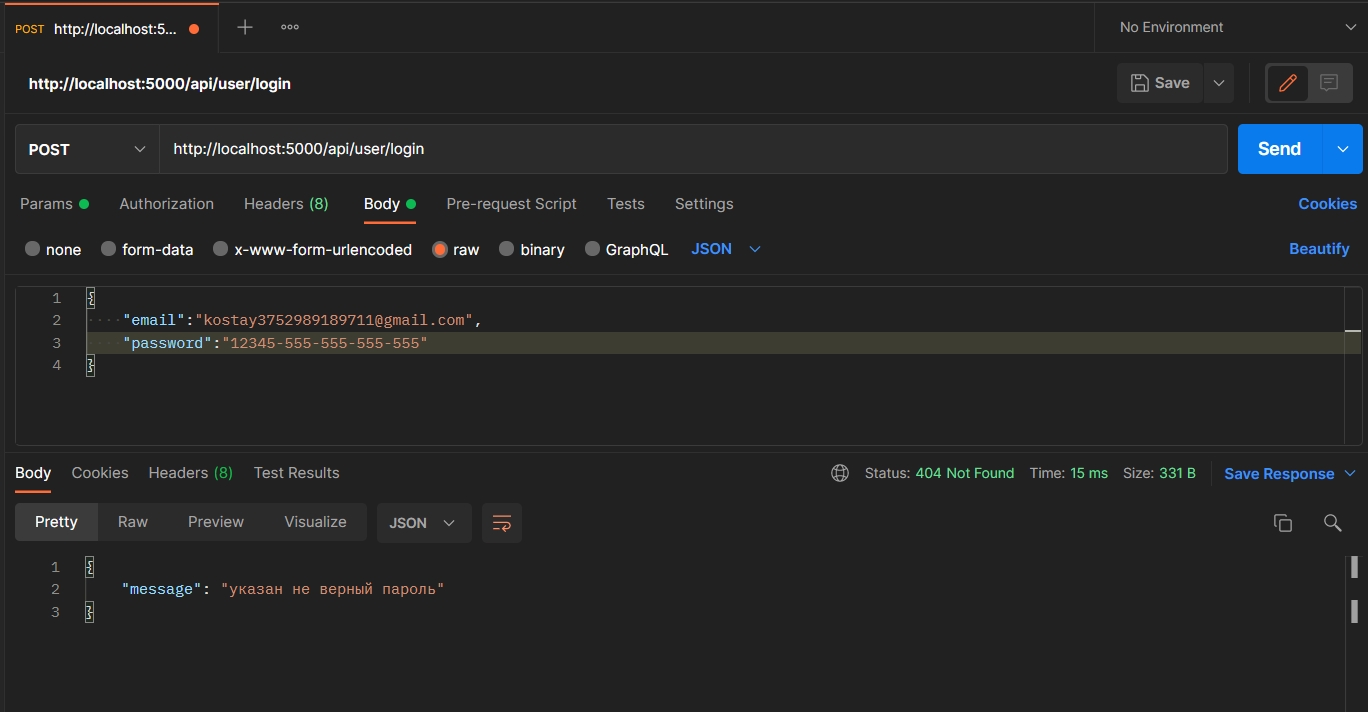 POST http://localhost:5... No Environment
http://localhost:5000/api/user/login Save
POST http://localhost:5000/api/user/login Send
Params Authorization Headers (8) Body Pre-request Script Tests Settings Cookies
none form-data x-www-form-urlencoded raw binary GraphQL JSON Beautify
1 {
2 "email":"kostay3752989189711@gmail.com",
3 "password":"12345-555-555-555-555"
4 }
Body Cookies Headers (8) Test Results Status: 404 Not Found Time: 15 ms Size: 331 B Save Response
Pretty Raw Preview Visualize JSON
1 {
2 "message": "указан не верный пароль"
3 }